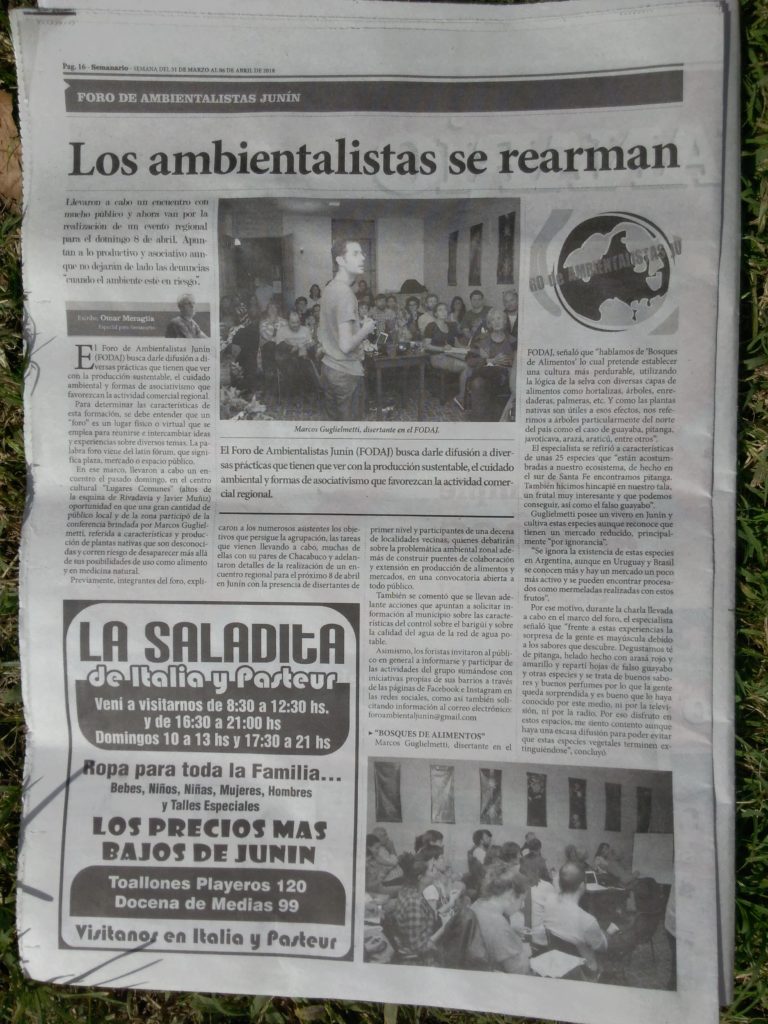 Pag. 16 - Semanario - SEMANA DEL 31 DE MARZO AL 06 DE ABRIL DE 2018
FORO DE AMBIENTALISTAS JUNÍN
Los ambientalistas se rearman
Llevaron a cabo un encuentro con
mucho público y ahora van por la
realización de un evento regional
para el domingo 8 de abril. Apun-
tan a lo productivo y asociativo aun-
que no dejarán de lado las denuncias
"cuando el ambiente esté en riesgo".
Escribe. Omar Meraglia
Especial para Semanario
El Foro de Ambientalistas Junín
(FODAJ) busca darle difusión a di-
versas prácticas que tienen que ver
con la producción sustentable, el cuidado
ambiental y formas de asociativismo que
favorezcan la actividad comercial regional.
Para determinar las características de
esta formación, se debe entender que un
"foro" es un lugar físico o virtual que se
emplea para reunirse e intercambiar ideas
y experiencias sobre diversos temas. La pa-
labra foro viene del latín fórum, que signi-
fica plaza, mercado o espacio público.
En ese marco, llevaron a cabo un en-
cuentro el pasado domingo, en el centro
cultural "Lugares Comunes" (altos de
la esquina de Rivadavia y Javier Muñiz)
oportunidad en que una gran cantidad de
público local y de la zona participó de la
conferencia brindada por Marcos Gugliel-
metti, referida a características y produc-
ción de plantas nativas que son descono-
cidas y corren riesgo de desaparecer más allá
de sus posibilidades de uso como alimento
y en medicina natural.
Previamente, integrantes del foro, expli-
Marcos Guglielmetti, disertante en el FODAJ.
El Foro de Ambientalistas Junín (FODAJ) busca darle difusión a diver-
sas prácticas que tienen que ver con la producción sustentable, el cuidado
ambiental y formas de asociativismo que favorezcan la actividad comer-
cial regional.
caron a los numerosos asistentes los objeti-
vos que persigue la agrupación, las tareas
que vienen llevando a cabo, muchas de
ellas con su pares de Chacabuco y adelan-
taron detalles de la realización de un en-
cuentro regional para el próximo 8 de abril
en Junín con la presencia de disertantes de
primer nivel y participantes de una decena
de localidades vecinas, quienes debatirán
sobre la problemática ambiental zonal ade-
más de construir puentes de colaboración
y extensión en producción de alimentos y
mercados, en una convocatoria abierta a
todo público.
También se comentó que se llevan ade-
lante acciones que apuntan a solicitar in-
formación al municipio sobre las caracte-
rísticas del control sobre el barigüí y sobre
la calidad del agua de la red de agua po-
table.
Asimismo, los foristas invitaron al públi-
co en general a informarse y participar de
las actividades del grupo sumándose con
iniciativas propias de sus barrios a través
de las páginas de Facebook e Instagram en
las redes sociales, como así también soli-
citando información al correo electrónico:
foroambientaljunin@gmail.com
"BOSQUES DE ALIMENTOS"
Marcos Guglielmetti, disertante en el
RO de AMBIENTALISTAS JU
FODAJ, señaló que "hablamos de 'Bosques
de Alimentos' lo cual pretende establecer
una cultura más perdurable, utilizando
la lógica de la selva con diversas capas de
alimentos como hortalizas, árboles, enre-
daderas, palmeras, etc. Y como las plantas
nativas son útiles a esos efectos, nos refe-
rimos a árboles particularmente del norte
del país como el caso de guayaba, pitanga,
javoticava, arazá, araticú, entre otros".
El especialista se refirió a características
de unas 25 especies que "están acostum-
bradas a nuestro ecosistema, de hecho en
el sur de Santa Fe encontramos pitanga.
También hicimos hincapié en nuestro tala,
un frutal muy interesante y que podemos
conseguir, así como el falso guayabo".
Guglielmetti posee un vivero en Junín y
cultiva estas especies aunque reconoce que
tienen un mercado reducido, principal-
mente "por ignorancia".
"Se ignora la existencia de estas especies
en Argentina, aunque en Uruguay y Brasil
se conocen más y hay un mercado un poco
más activo y se pueden encontrar procesa-
dos como mermeladas realizadas con estos
frutos".
Por ese motivo, durante la charla llevada
a cabo en el marco del foro, el especialista
señaló que "frente a estas experiencias la
sorpresa de la gente es mayúscula debido
a los sabores que descubre. Degustamos té
de pitanga, helado hecho con arazá rojo y
amarillo y repartí hojas de falso guayabo
y otras especies y se trata de buenos sabo-
res y buenos perfumes por lo que la gente
queda sorprendida y es bueno que lo haya
conocido por este medio, ni por la televi-
sión, ni por la radio. Por eso disfruto en
estos espacios, me siento contento aunque
haya una escasa difusión para poder evitar
que estas especies vegetales terminen ex-
tinguiéndose", concluyó
LA SALADITA
de Italia y Pasteur
Veni a visitarnos de 8:30 a 12:30 hs.
y de 16:30 a 21:00 hs
Domingos 10 a 13 hs y 17:30 a 21 hs
Ropa para toda la Familia...
Bebes, Niños, Niñas, Mujeres, Hombres
y Talles Especiales
LOS PRECIOS MAS
BAJOS DE JUNIN
Toallones Playeros 120
Docena de Medias 99
Visitanos en Italia y Pasteur